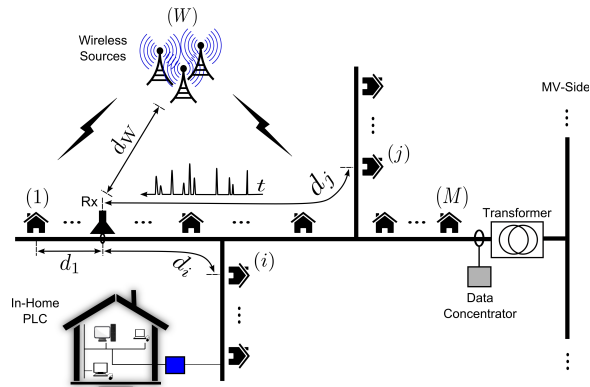 (W)
Wireless
Sources
MV-Side
d_W
(j)
d_j
t
Rx
(1)
(M)
Transformer
d_1
d_i
(i)
In-Home
PLC
Data
Concentrator